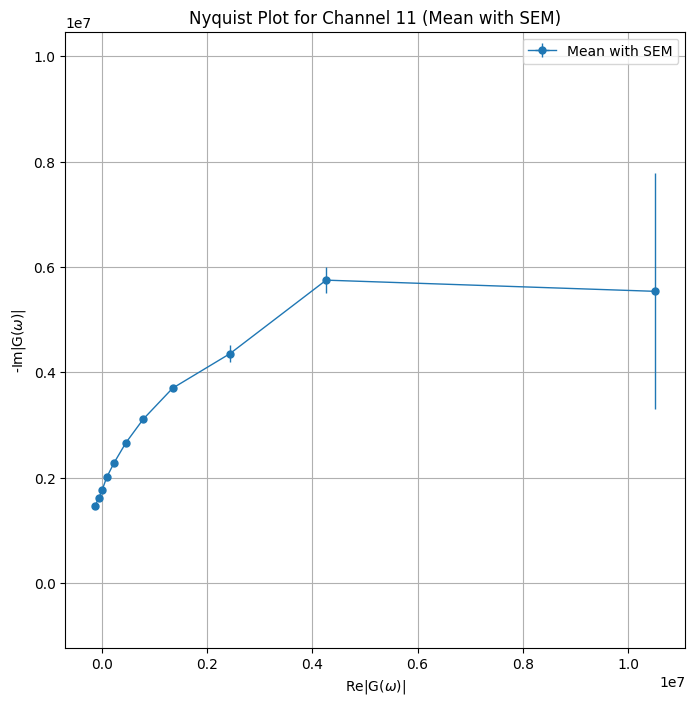 Nyquist Plot for Channel 11 (Mean with SEM)
1e7
Mean with SEM
1.0
0.8
0.6
0.4
0.2
0.0
-Im|G(ω)|
0.0 0.2 0.4 0.6 0.8 1.0
1e7
Re|G(ω)|